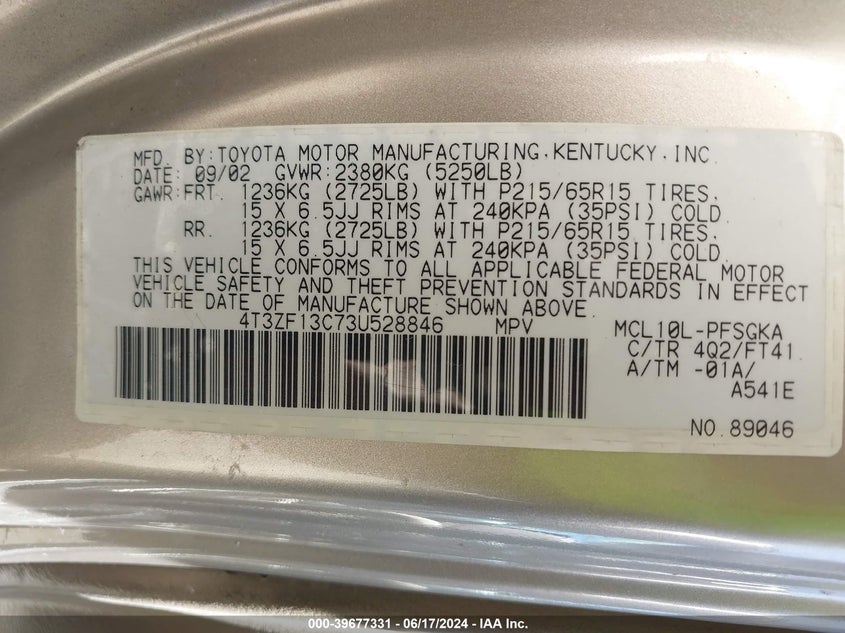 MFD. BY:TOYOTA MOTOR MANUFACTURING.KENTUCKY.INC.
DATE: 09/02 GVWR:2380KG (5250LB)
GAWR:FRT. 1236KG (2725LB) WITH P215/65R15 TIRES.
15 X 6.5JJ RIMS AT 240KPA (35PSI) COLD.
RR. 1236KG (2725LB) WITH P215/65R15 TIRES.
15 X 6.5JJ RIMS AT 240KPA (35PSI) COLD.
THIS VEHICLE CONFORMS TO ALL APPLICABLE FEDERAL MOTOR
VEHICLE SAFETY AND THEFT PREVENTION STANDARDS IN EFFECT
ON THE DATE OF MANUFACTURE SHOWN ABOVE.
4T3ZF13C73U528846 MPV MCL10L-PFSGKA
C/TR 4Q2/FT41
A/TM -01A/
A541E
NO.89046
000-39677331 - 06/17/2024 - IAA Inc.